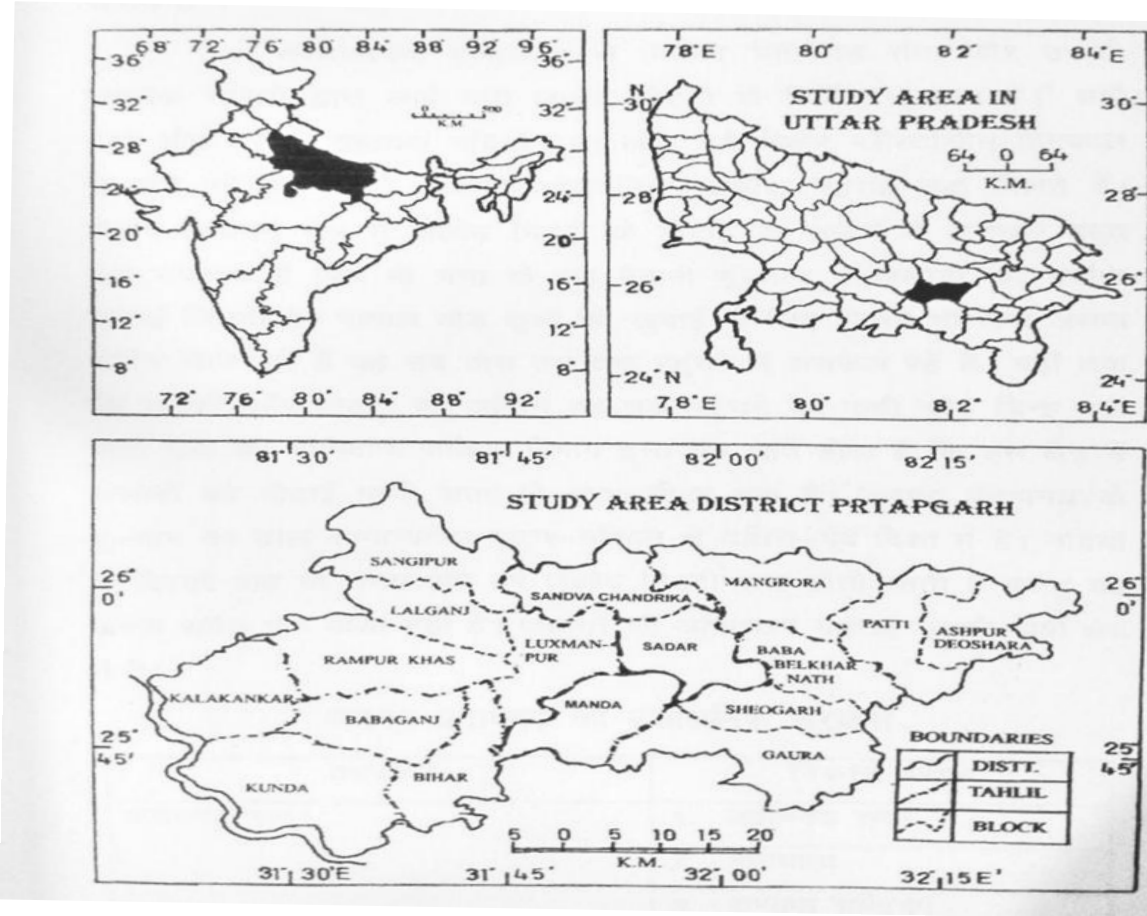 68° 72° 76° 80° 84° 88° 92° 96°
36° 36°
32° 32°
K.M
28
24° 24°
20° 20°
16 16
12 12
8° 8°
72 76 80 84 88 92
78°E 80° 82° 84°E
N
30° 30°
STUDY AREA IN
UTTAR PRADESH
64 0 64
K.M.
28 28
26 26
24°N 24°
78°E 80° 82° 84°E
81°30' 81°45' 82°00' 82°15'
STUDY AREA DISTRICT PRTAPGARH
26° 0' 26° 0'
SANGIPUR
MANGRORA
SANDVA CHANDRIKA
LALGANJ
PATTI
ASHPUR
DEOSHARA
LUXMAN-
PUR
SADAR
BABA
BELKHAR
NATH
RAMPUR KHAS
KALAKANKAR
MANDA
SHEOGARH
BABAGANJ
GAURA
BIHAR
KUNDA
25° 45' 25 45'
BOUNDARIES
DISTT.
TAHLIL
BLOCK
5 0 5 10 15 20
K.M.
31°30'E 31°45' 32°00' 32°15E'